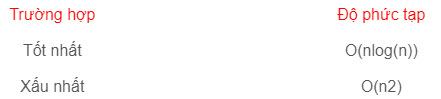 Trường hợp Độ phức tạp
Tốt nhất O(nlog(n))
Xấu nhất O(n2)